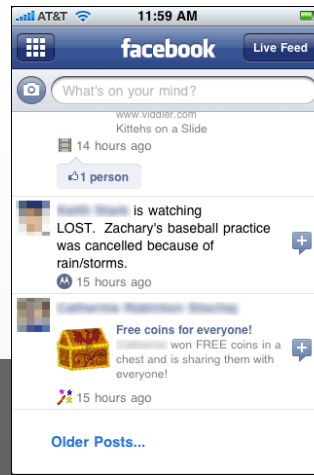 AT&T 11:59 AM
facebook
Live Feed
What's on your mind?
www.viddler.com
Kittehs on a Slide
14 hours ago
1 person
is watching
LOST. Zachary's baseball practice
was cancelled because of
rain/storms.
15 hours ago
Free coins for everyone!
won FREE coins in a
chest and is sharing them with
everyone!
15 hours ago
Older Posts...